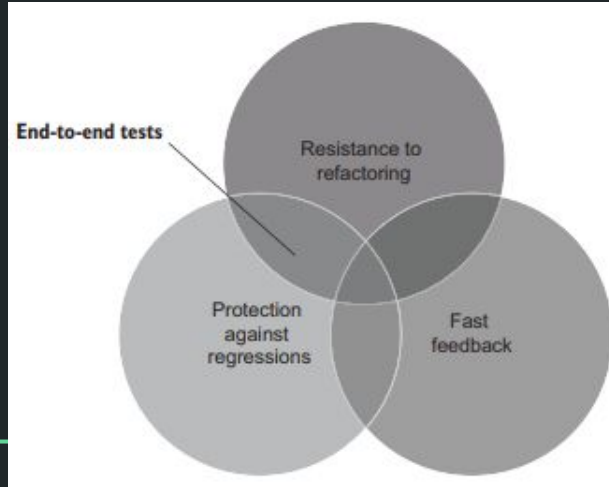 End-to-end tests
Resistance to
refactoring
Protection
against
regressions
Fast
feedback